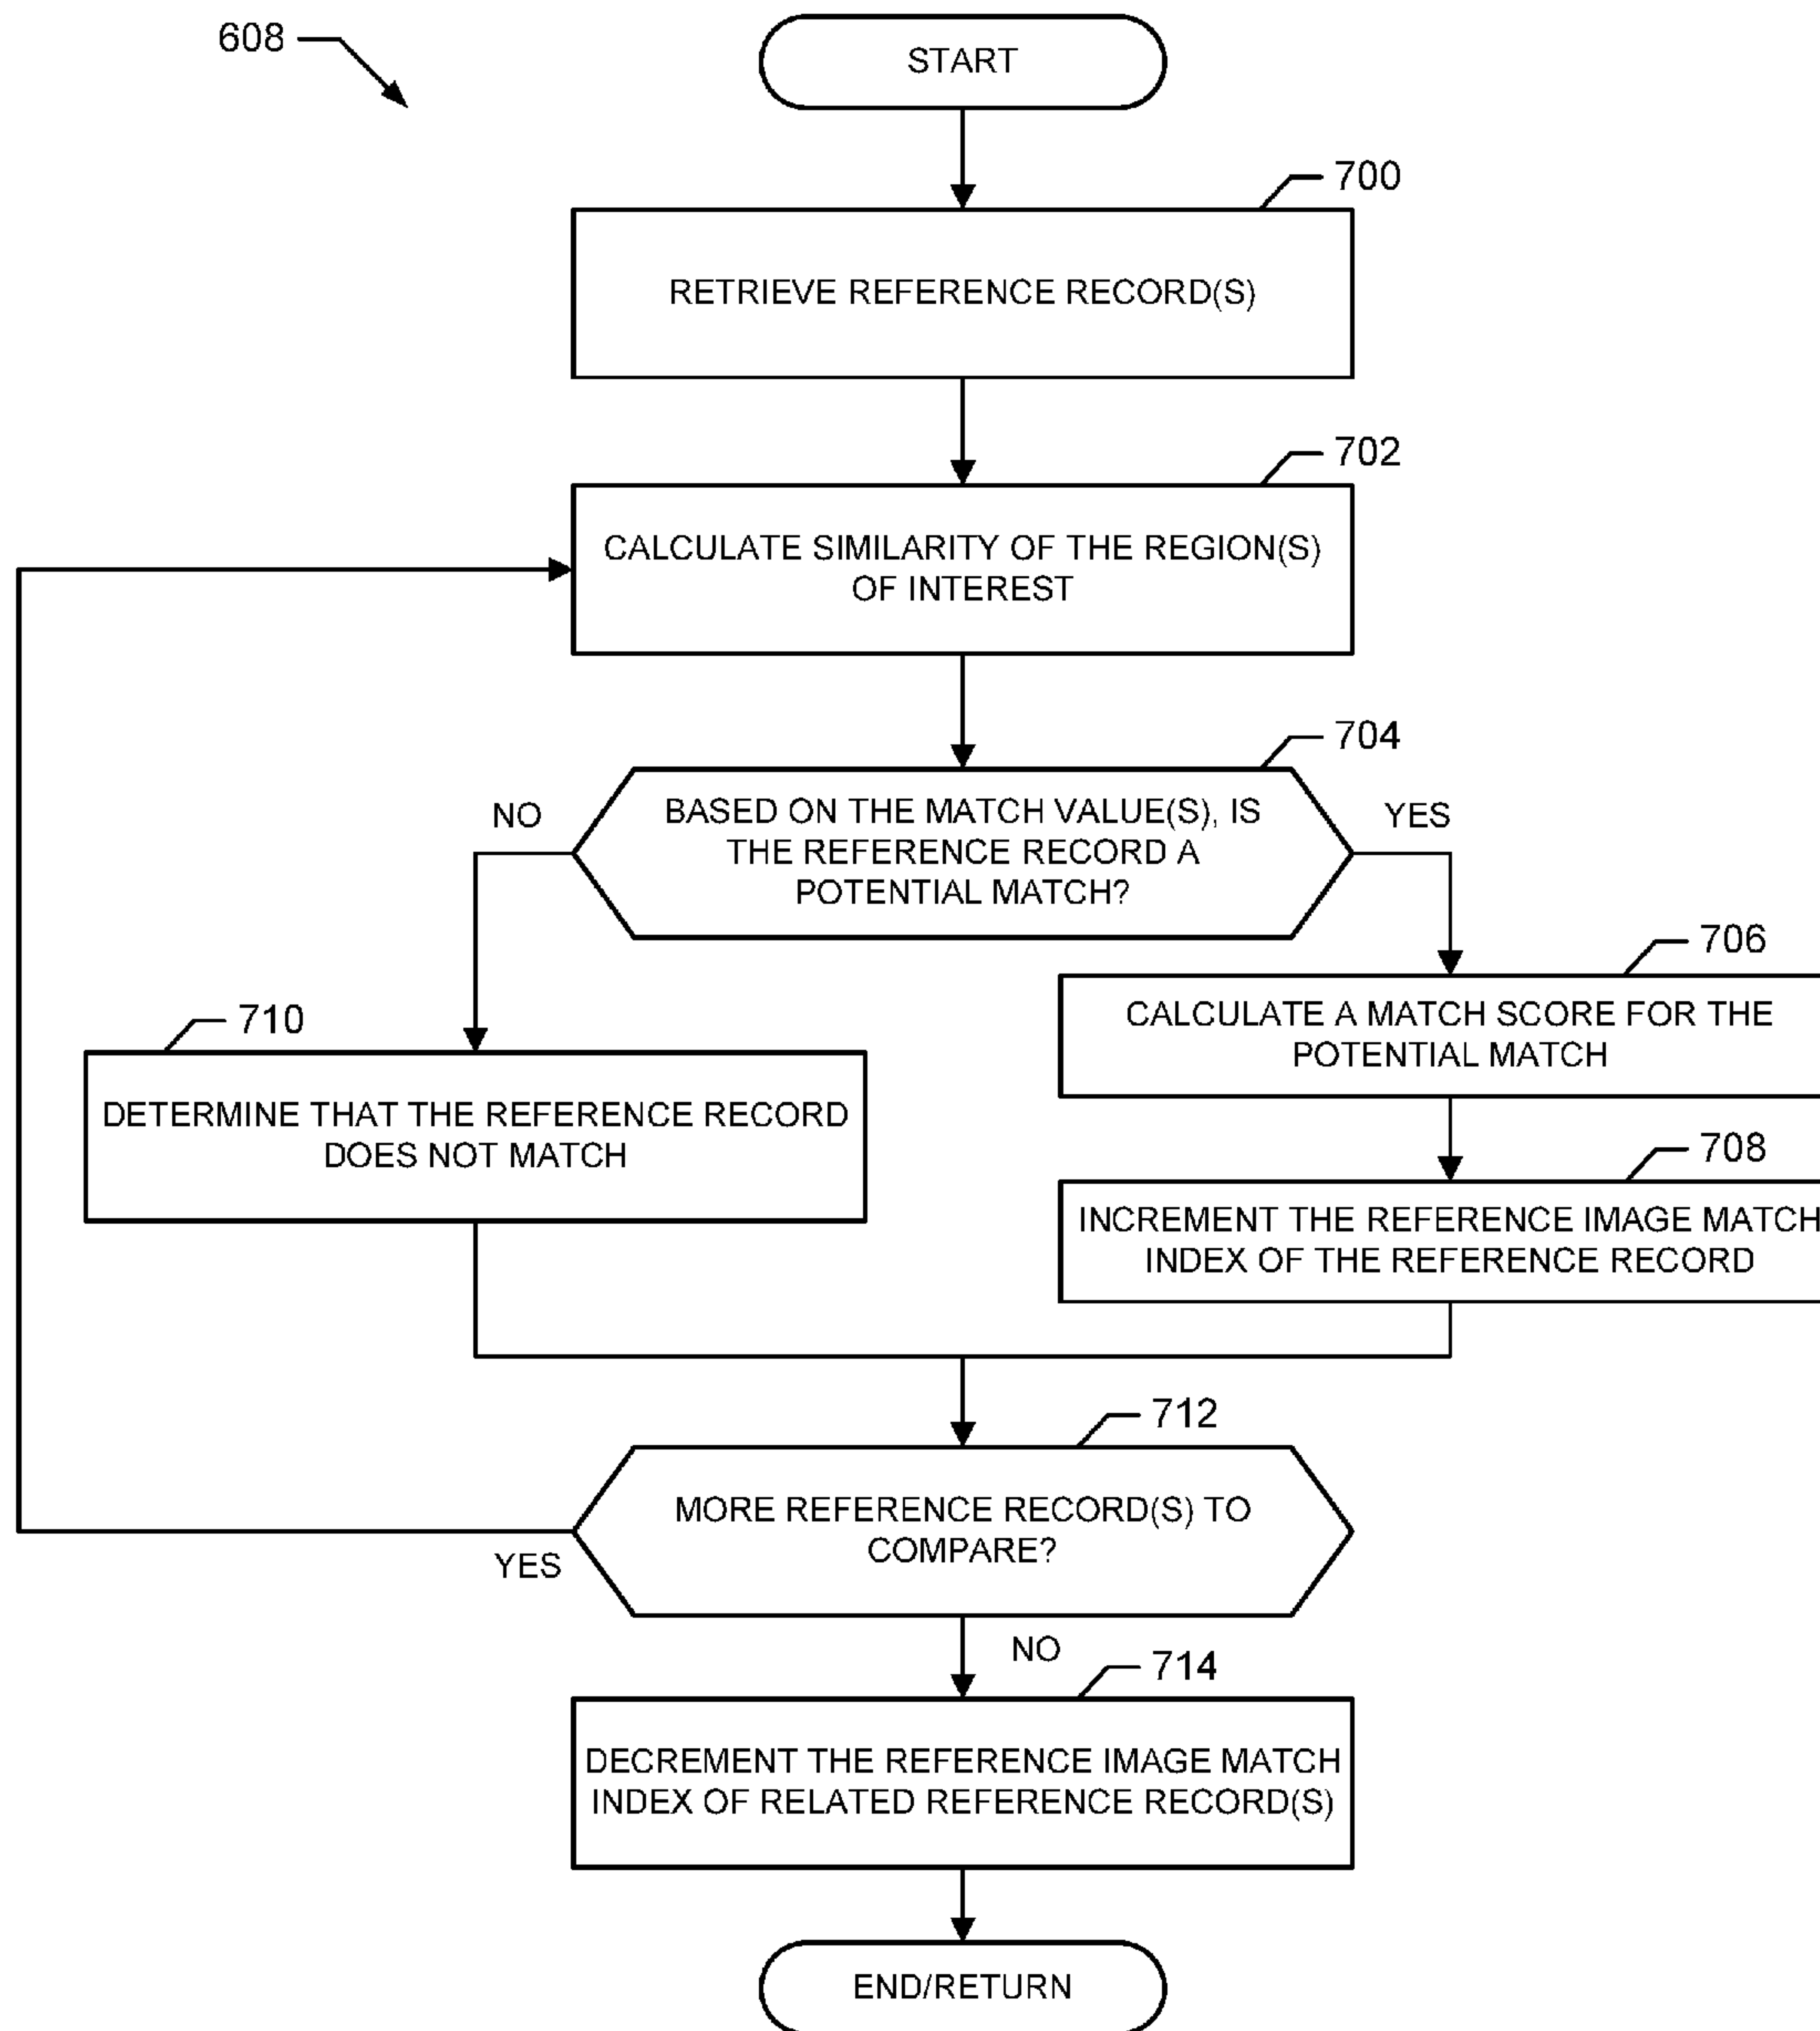 608
START
700
RETRIEVE REFERENCE RECORD(S)
702
CALCULATE SIMILARITY OF THE REGION(S)
OF INTEREST
704
NO
BASED ON THE MATCH VALUE(S), IS
THE REFERENCE RECORD A
POTENTIAL MATCH?
YES
706
CALCULATE A MATCH SCORE FOR THE
POTENTIAL MATCH
710
DETERMINE THAT THE REFERENCE RECORD
DOES NOT MATCH
708
INCREMENT THE REFERENCE IMAGE MATCH
INDEX OF THE REFERENCE RECORD
712
MORE REFERENCE RECORD(S) TO
COMPARE?
YES
NO
714
DECREMENT THE REFERENCE IMAGE MATCH
INDEX OF RELATED REFERENCE RECORD(S)
END/RETURN